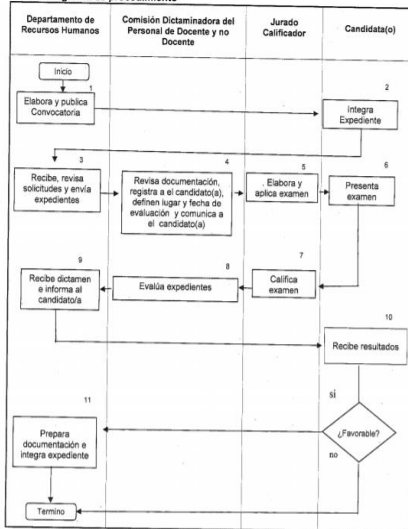 Departamento de
Recursos Humanos
Comisión Dictaminadora del
Personal de Docente y no
Docente
Jurado
Calificador
Candidata(o)
Inicio
1
Elabora y publica
Convocatoria
2
Integra
Expediente
3
Recibe, revisa
solicitudes y envía
expedientes
4
Revisa documentación,
registra a el candidato(a),
definen lugar y fecha de
evaluación y comunica a
el candidato(a)
5
. Elabora y
aplica examen
6
Presenta
examen
7
Califica
examen
8
Evalúa expedientes
9
Recibe dictamen
e informa al
candidato/a
10
Recibe resultados
si
¿Favorable?
no
11
Prepara
documentación e
integra expediente
Termino